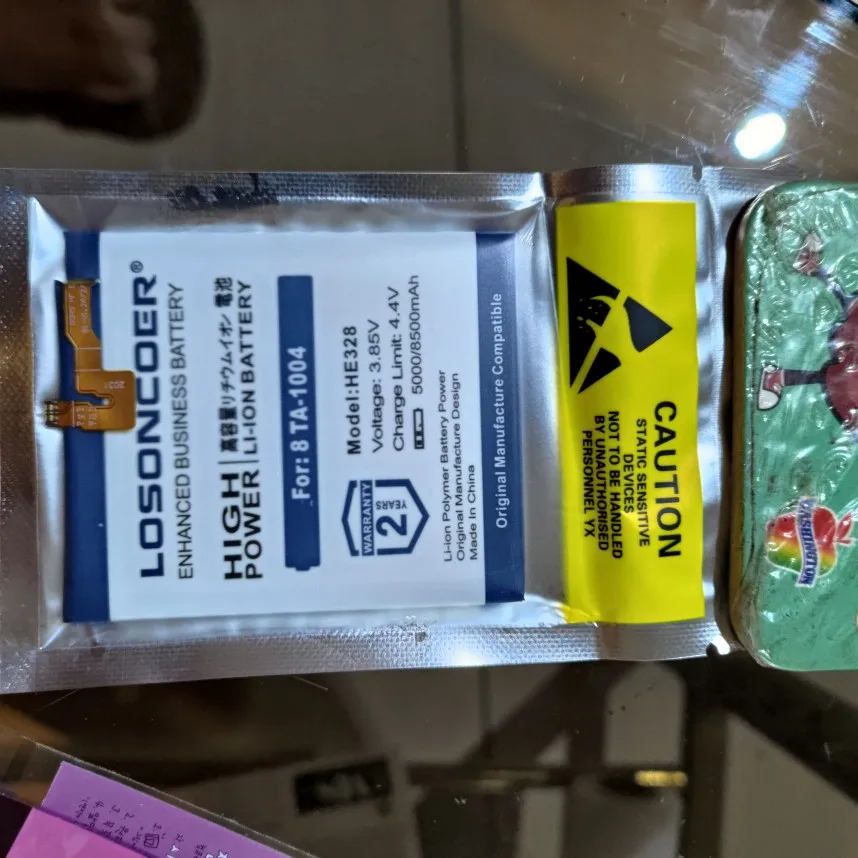 LOSONCOER®
ENHANCED BUSINESS BATTERY
HIGH POWER
高容量リチウムイオン電池
LI-ION BATTERY
For: 8 TA-1004
Model:HE328
Voltage: 3.85V
Charge Limit: 4.4V
5000/8500mAh
WARRANTY
2
YEARS
Li-ion Polymer Battery Power
Original Manufacture Design
Made In China
Original Manufacture Compatible
CAUTION
STATIC SENSITIVE
DEVICES
NOT TO BE HANDLED
BY UNAUTHORISED
PERSONNEL YX
WASHINGTON